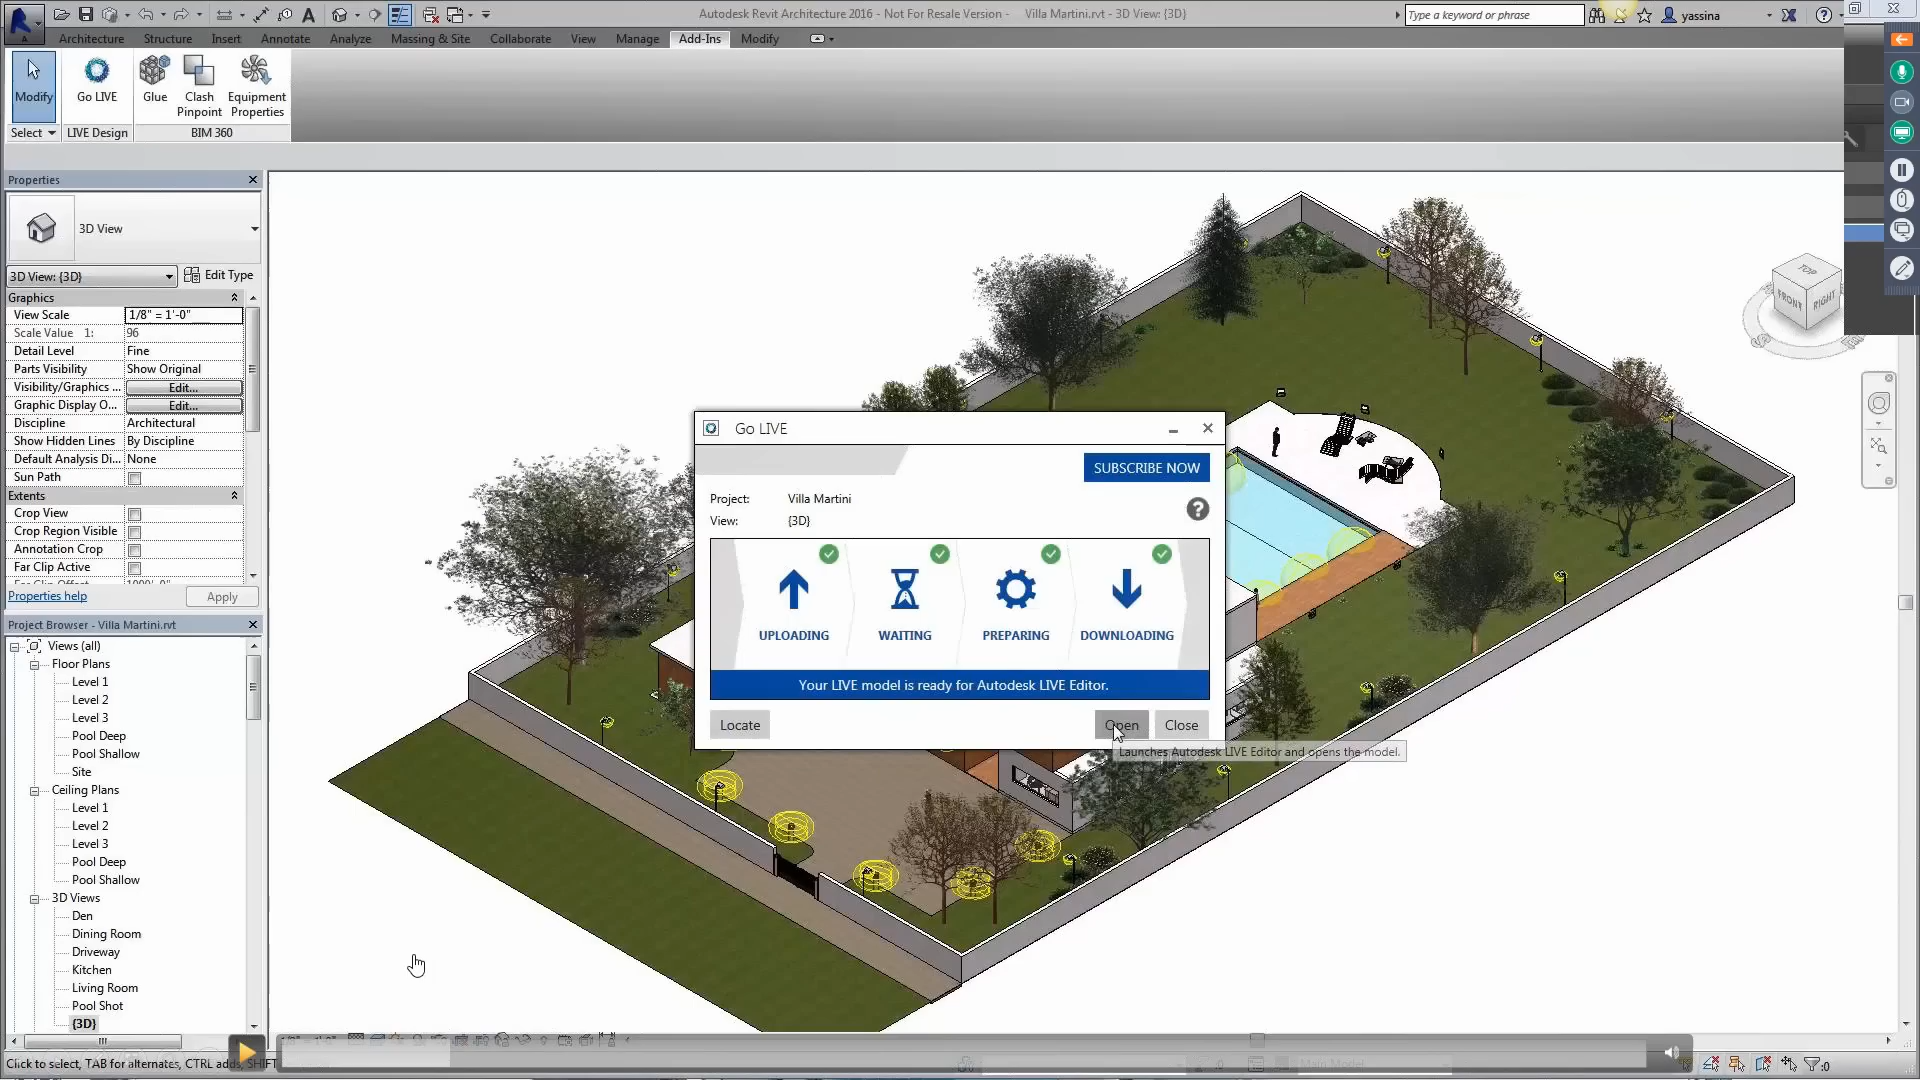 Autodesk Revit Architecture 2016 - Not For Resale Version - Villa Martini.rvt - 3D View: {3D}
Type a keyword or phrase
yassina
Architecture Structure Insert Annotate Analyze Massing & Site Collaborate View Manage Add-Ins Modify
Modify
Go LIVE
Glue
Clash Pinpoint
Equipment Properties
Select
LIVE Design
BIM 360
Properties
3D View
3D View: {3D}
Edit Type
Graphics
View Scale 1/8" = 1'-0"
Scale Value 1: 96
Detail Level Fine
Parts Visibility Show Original
Visibility/Graphics ... Edit...
Graphic Display O... Edit...
Discipline Architectural
Show Hidden Lines By Discipline
Default Analysis Di... None
Sun Path
Extents
Crop View
Crop Region Visible
Annotation Crop
Far Clip Active
Far Clip Offset 1000' 0"
Properties help
Apply
Project Browser - Villa Martini.rvt
Views (all)
Floor Plans
Level 1
Level 2
Level 3
Pool Deep
Pool Shallow
Site
Ceiling Plans
Level 1
Level 2
Level 3
Pool Deep
Pool Shallow
3D Views
Den
Dining Room
Driveway
Kitchen
Living Room
Pool Shot
{3D}
Click to select, TAB for alternates, CTRL adds, SHIFT
TOP
FRONT
RIGHT
Go LIVE
SUBSCRIBE NOW
Project: Villa Martini
View: {3D}
UPLOADING
WAITING
PREPARING
DOWNLOADING
Your LIVE model is ready for Autodesk LIVE Editor.
Locate
Open
Close
Launches Autodesk LIVE Editor and opens the model.
Main Model
:0